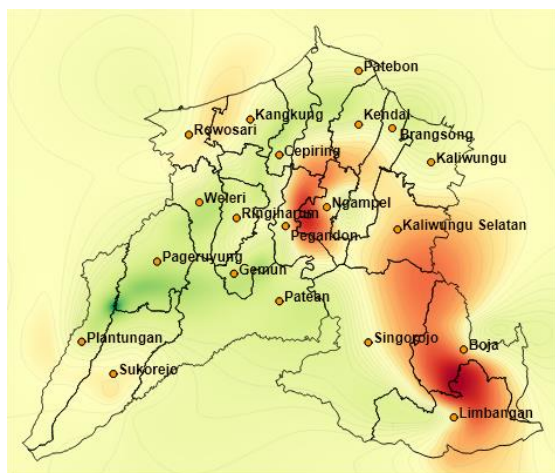 Patebon
Kangkung
Kendal
Rowosari
Brangsong
Cepiring
Kaliwungu
Weleri
Ringinarum
Ngampel
Pegandon
Kaliwungu Selatan
Pageruyung
Gemuh
Patean
Plantungan
Singorojo
Boja
Sukorejo
Limbangan